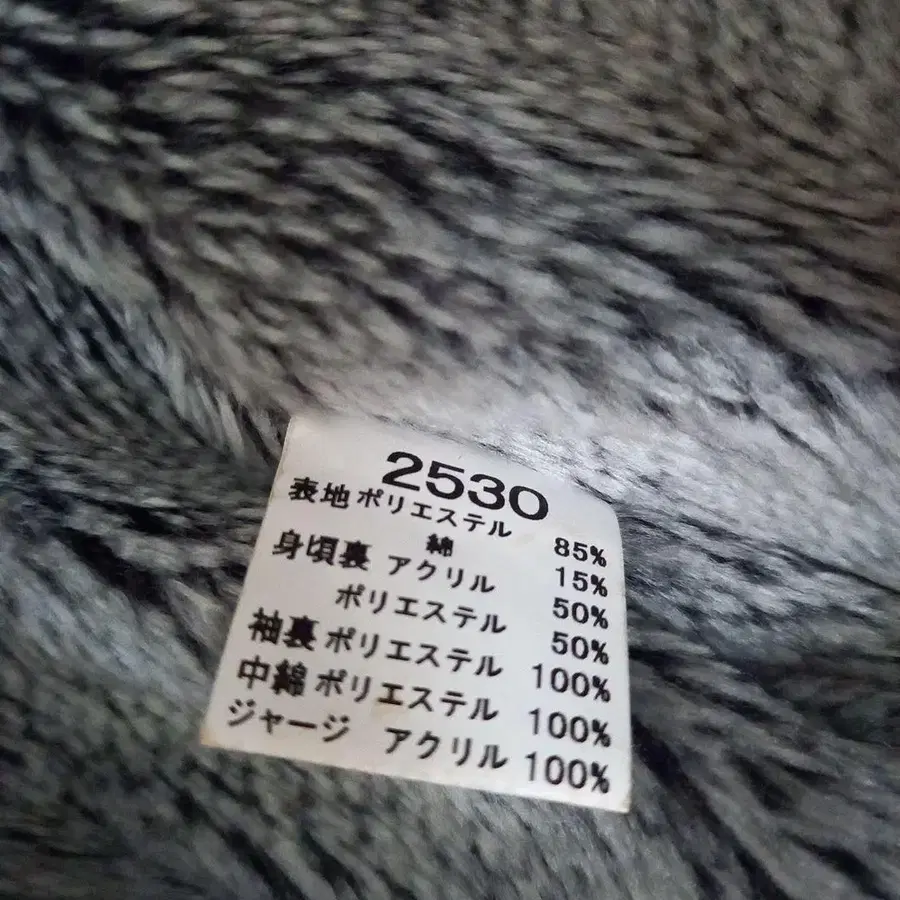 2530
表地 ポリエステル 85%
綿 15%
身頃裏 アクリル 50%
ポリエステル 50%
袖裏 ポリエステル 100%
中綿 ポリエステル 100%
ジャージ アクリル 100%